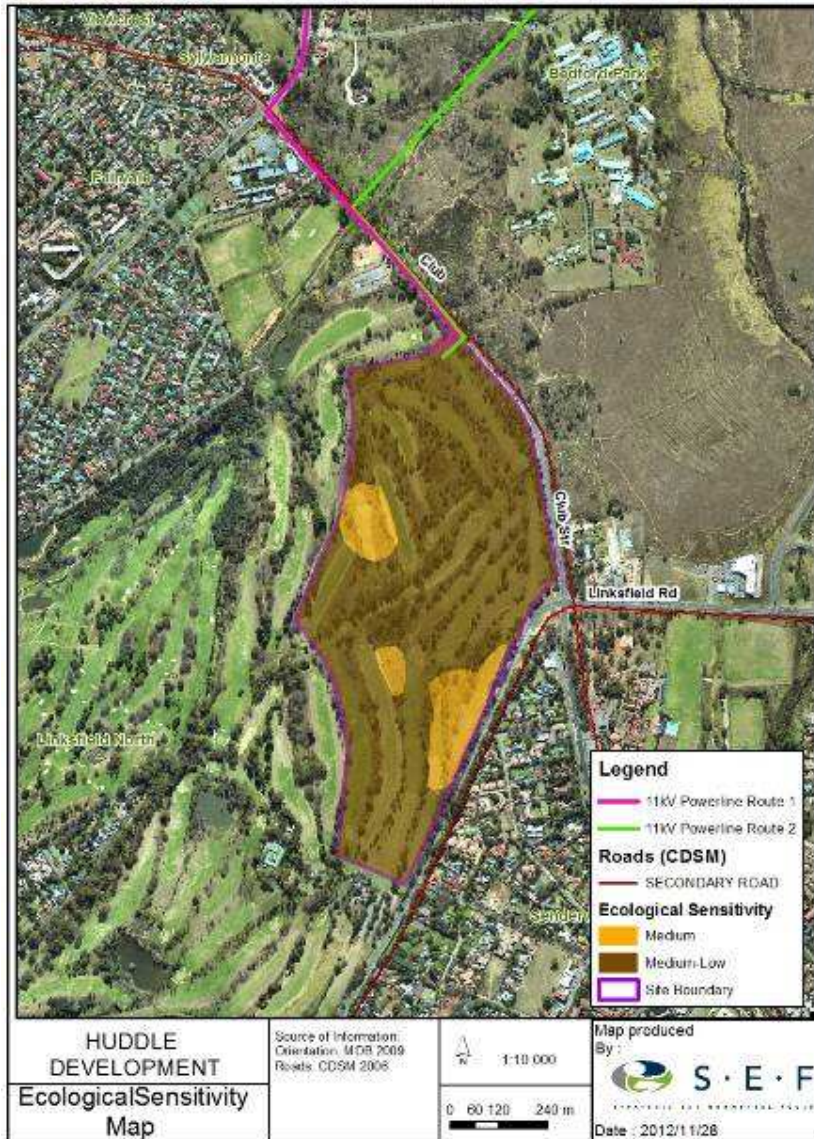 Sylvamonte
Bedford Park
Club
Club Str
Linksfield Rd
Linksfield North
Legend
11kV Powerline Route 1
11kV Powerline Route 2
Roads (CDSM)
SECONDARY ROAD
Ecological Sensitivity
Medium
Medium-Low
Site Boundary
HUDDLE
DEVELOPMENT
EcologicalSensitivity
Map
Source of Information:
Orientation: MDB 2009
Roads: CDSM 2006
N
1:10 000
0 60 120 240 m
Map produced
By :
S·E·F
Date : 2012/11/28